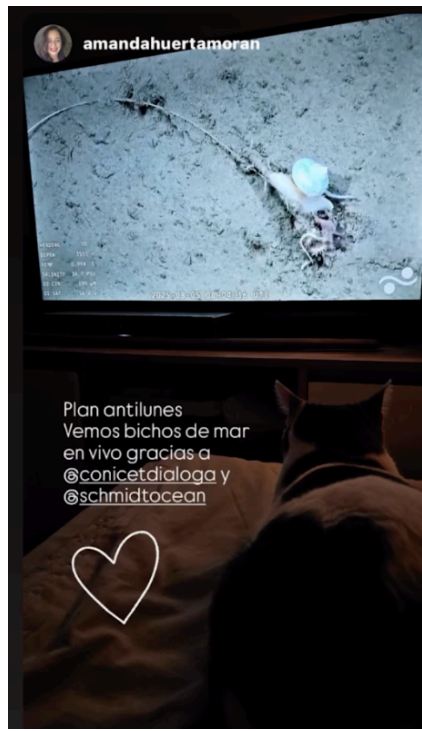 amandahuertamoran
Plan antilunes
Vemos bichos de mar
en vivo gracias a
@conicetdialoga y
@schmidtocean